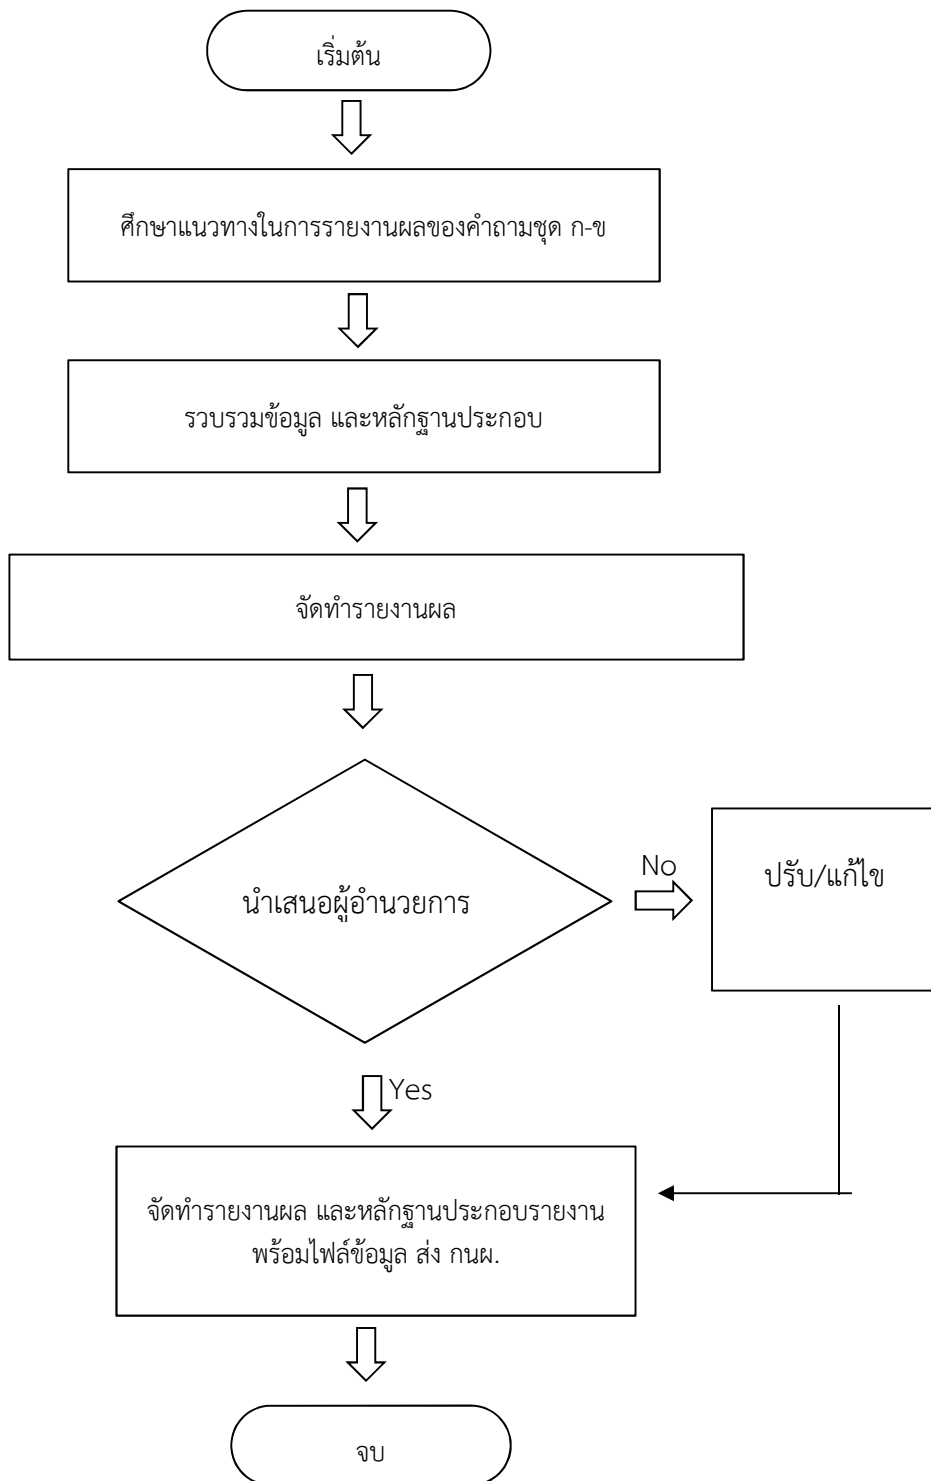 เริ่มต้น
ศึกษาแนวทางในการรายงานผลของคำถามชุด ก-ข
รวบรวมข้อมูล และหลักฐานประกอบ
จัดทำรายงานผล
นำเสนอผู้อำนวยการ
No
ปรับ/แก้ไข
Yes
จัดทำรายงานผล และหลักฐานประกอบรายงาน
พร้อมไฟล์ข้อมูล ส่ง กนผ.
จบ